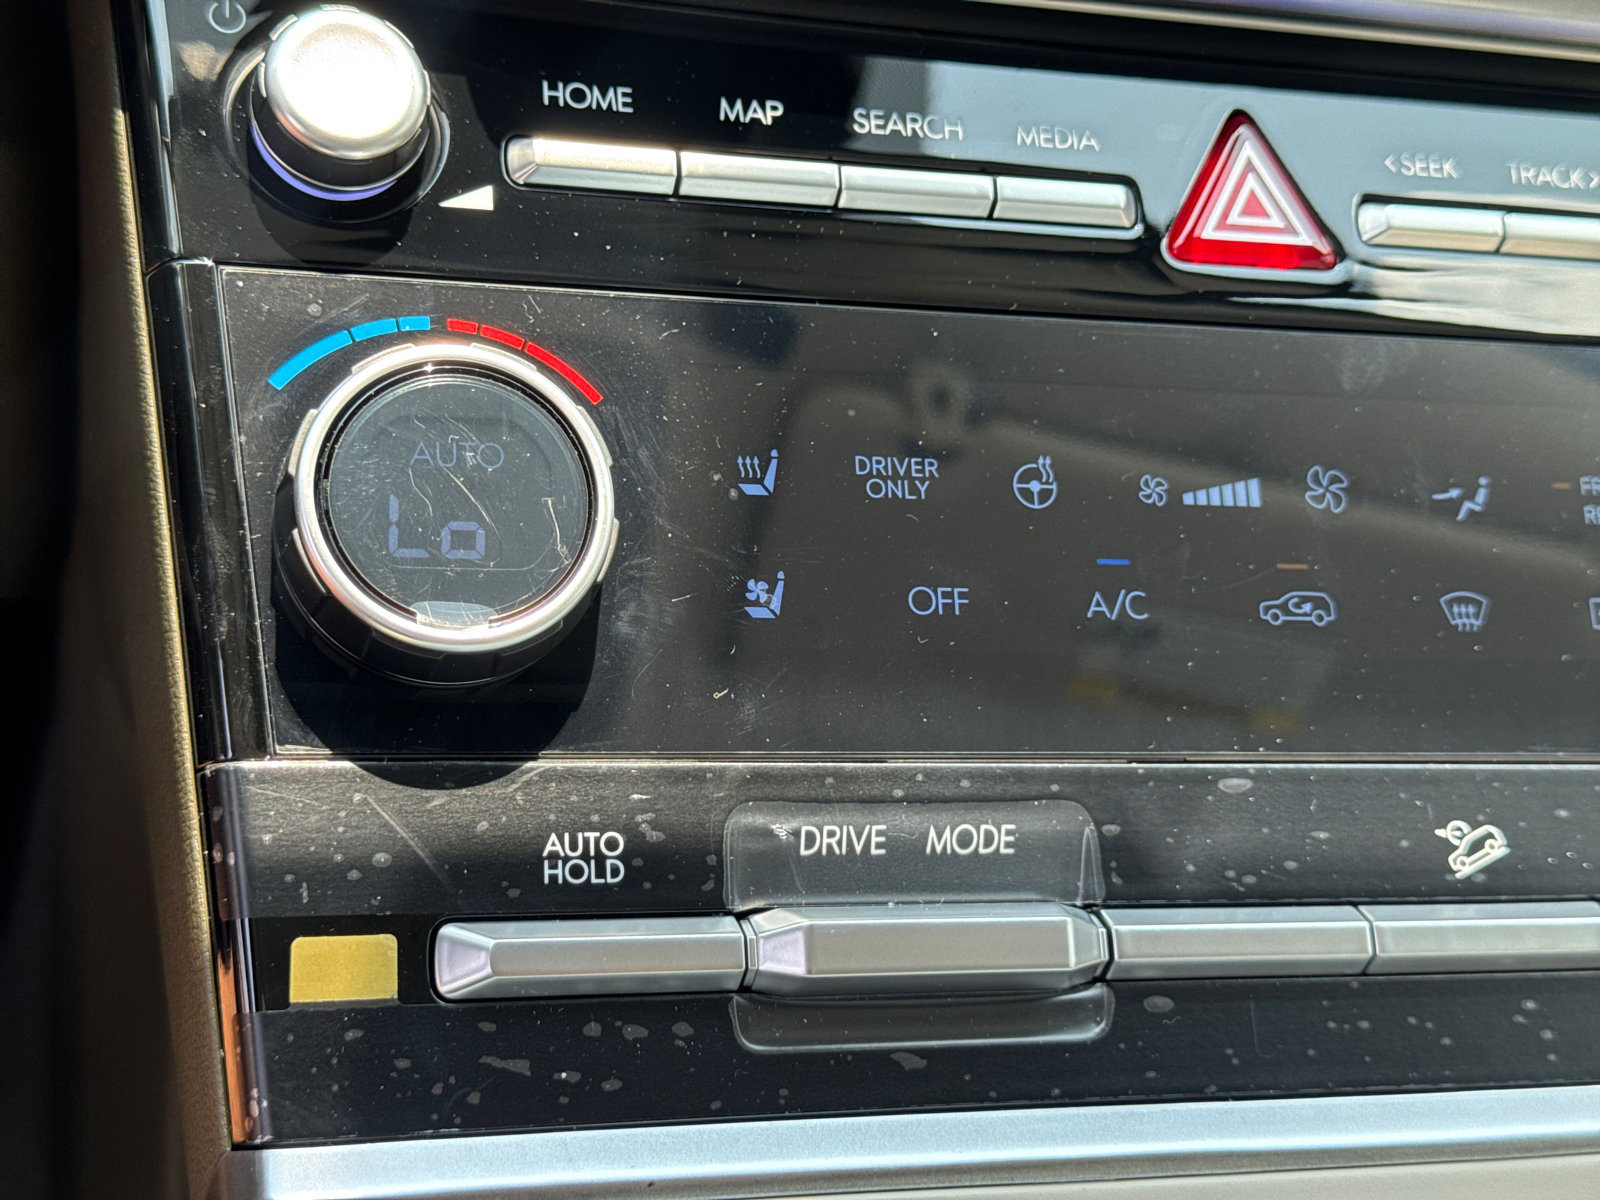 HOME
MAP
SEARCH
MEDIA
<SEEK
TRACK>
AUTO
Lo
DRIVER
ONLY
OFF
A/C
AUTO
HOLD
DRIVE MODE